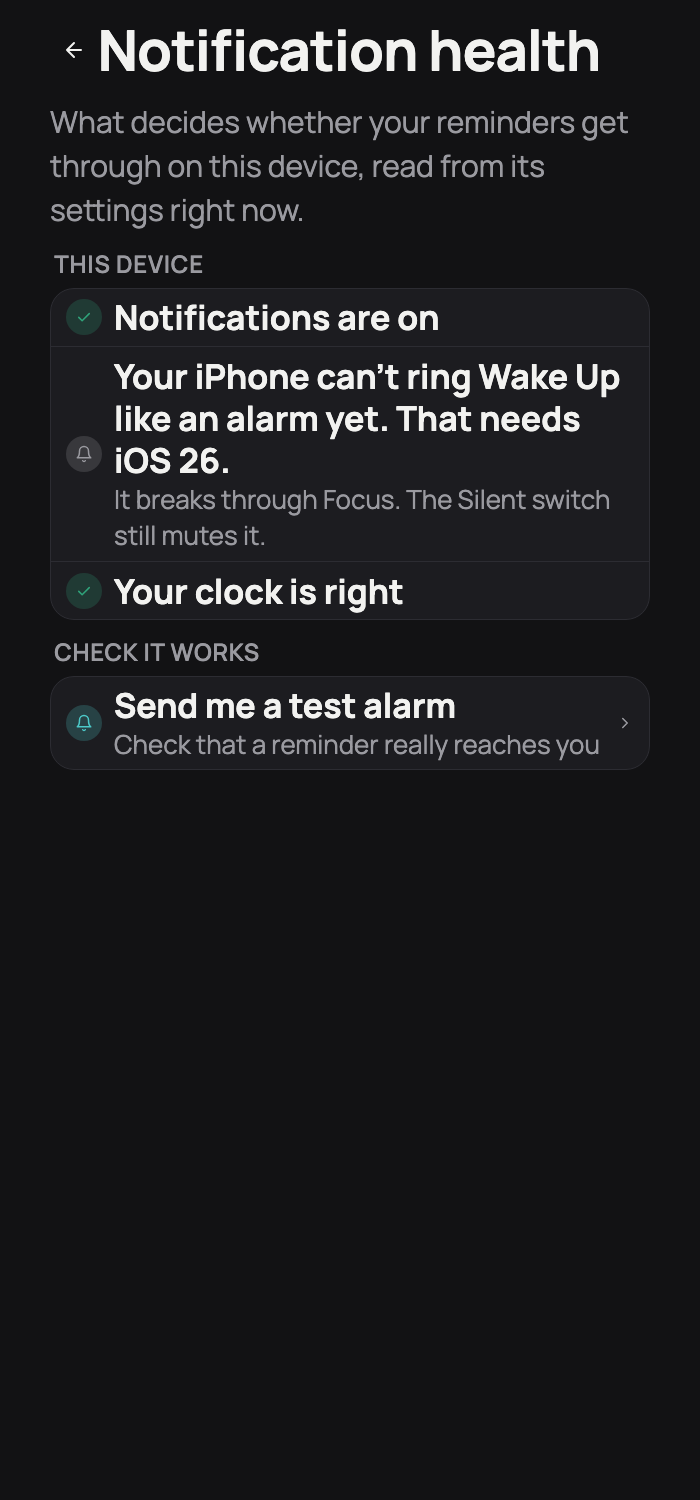 Notification health
What decides whether your reminders get
through on this device, read from its
settings right now.
THIS DEVICE
Notifications are on
Your iPhone can’t ring Wake Up
like an alarm yet. That needs
iOS 26.
It breaks through Focus. The Silent switch
still mutes it.
Your clock is right
CHECK IT WORKS
Send me a test alarm
Check that a reminder really reaches you